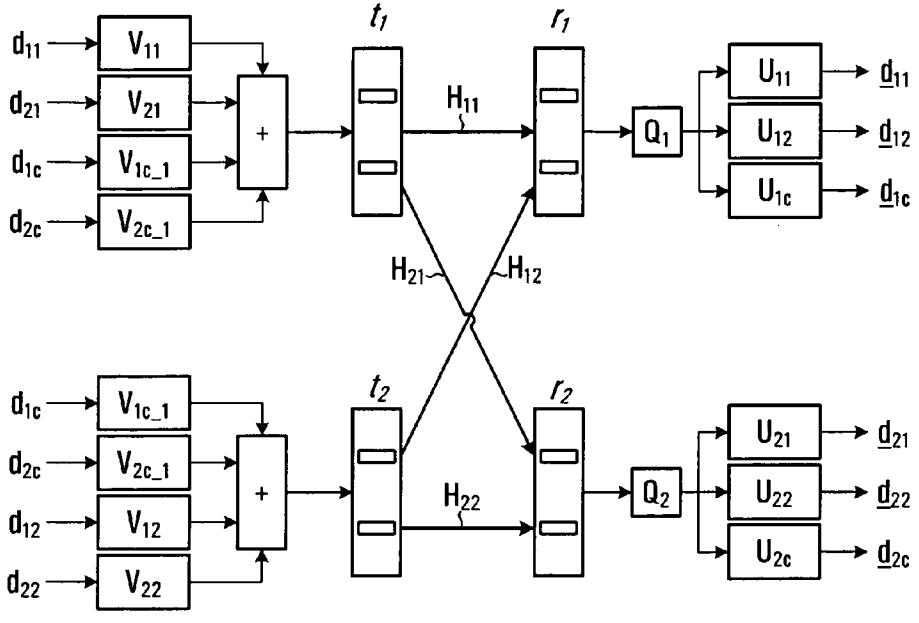 t₁
r₁
d₁₁ V₁₁
d₂₁ V₂₁
d₁c V₁c_1
d₂c V₂c_1
+
H₁₁
Q₁
U₁₁ d₁₁
U₁₂ d₁₂
U₁c d₁c
H₂₁
H₁₂
t₂
r₂
d₁c V₁c_1
d₂c V₂c_1
d₁₂ V₁₂
d₂₂ V₂₂
+
H₂₂
Q₂
U₂₁ d₂₁
U₂₂ d₂₂
U₂c d₂c